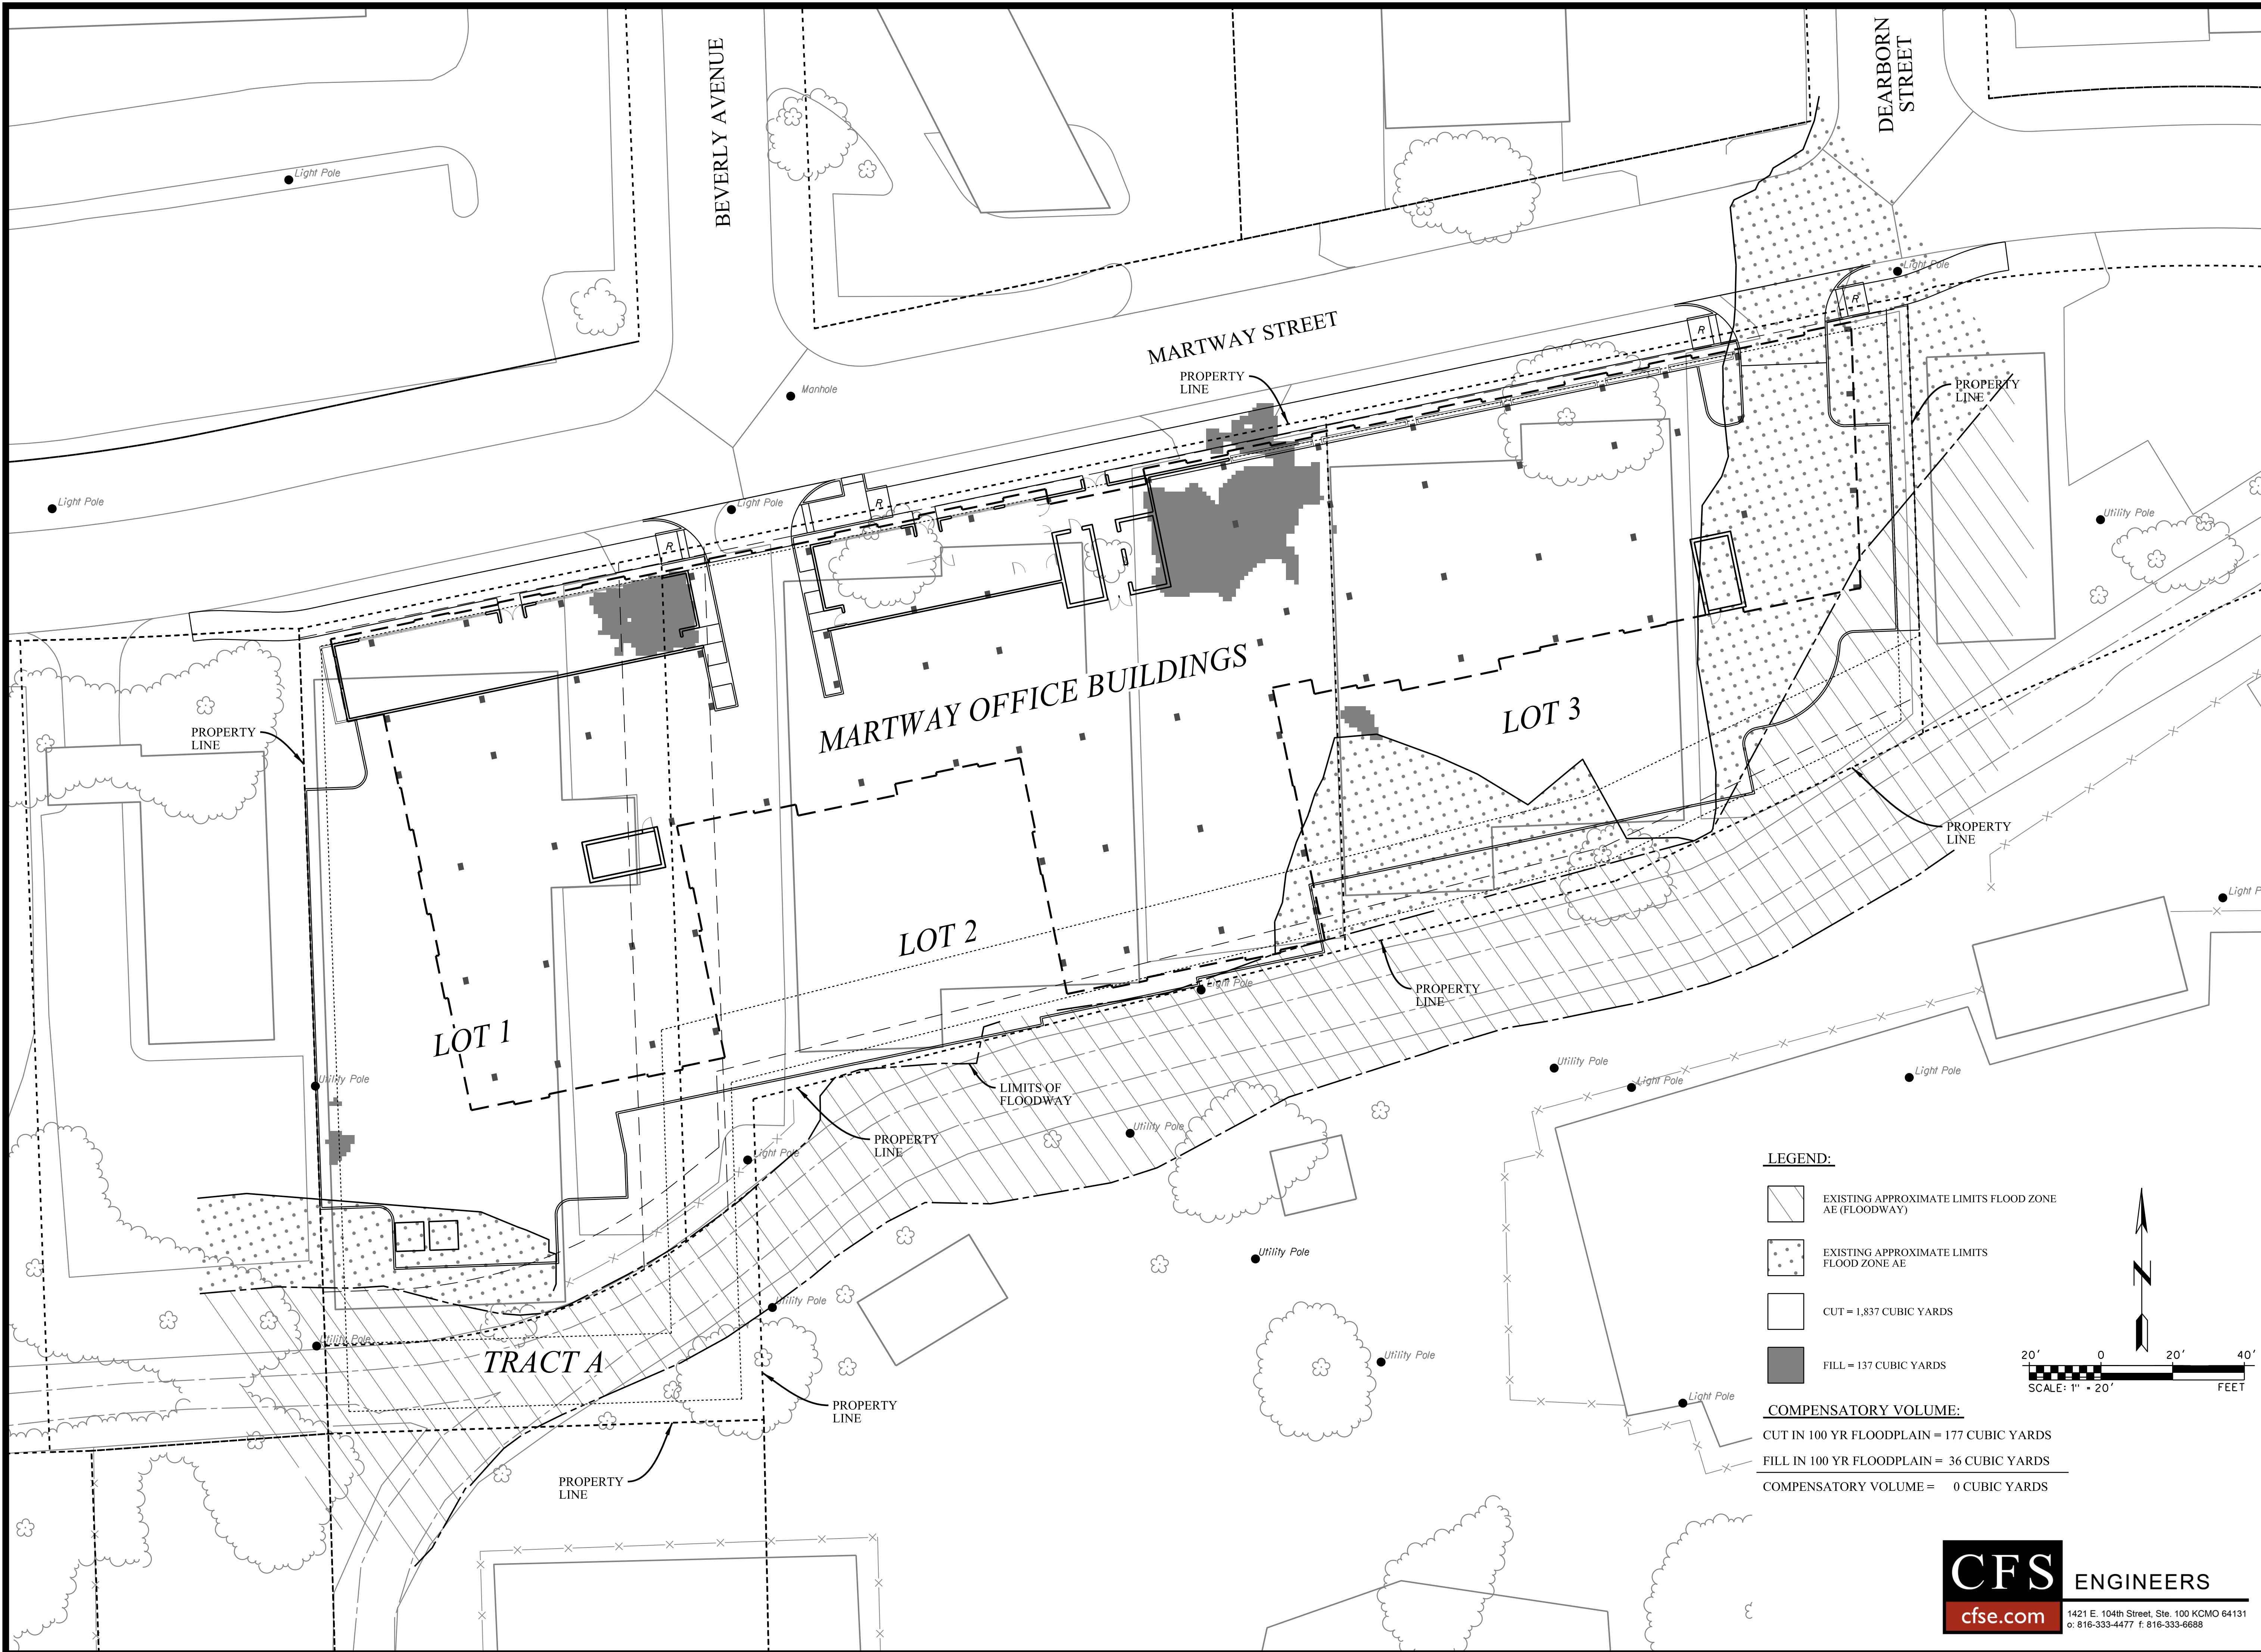 BEVERLY AVENUE
DEARBORN
STREET
Light Pole
Light Pole
MARTWAY STREET
PROPERTY
LINE
Manhole
PROPERTY
LINE
R
R
Light Pole
Light Pole
R
R
Utility Pole
MARTWAY OFFICE BUILDINGS
LOT 3
PROPERTY
LINE
PROPERTY
LINE
LOT 2
Light Pole
PROPERTY
LINE
LOT 1
Utility Pole
LIMITS OF
FLOODWAY
Utility Pole
Light Pole
Light Pole
Utility Pole
PROPERTY
LINE
Light Pole
Utility Pole
Utility Pole
Utility Pole
TRACT A
Utility Pole
PROPERTY
LINE
Light Pole
PROPERTY
LINE
LEGEND:
EXISTING APPROXIMATE LIMITS FLOOD ZONE
AE (FLOODWAY)
EXISTING APPROXIMATE LIMITS
FLOOD ZONE AE
CUT = 1,837 CUBIC YARDS
FILL = 137 CUBIC YARDS
N
20' 0 20' 40'
SCALE: 1" = 20' FEET
COMPENSATORY VOLUME:
CUT IN 100 YR FLOODPLAIN = 177 CUBIC YARDS
FILL IN 100 YR FLOODPLAIN = 36 CUBIC YARDS
COMPENSATORY VOLUME = 0 CUBIC YARDS
CFS ENGINEERS
cfse.com
1421 E. 104th Street, Ste. 100 KCMO 64131
o: 816-333-4477 f: 816-333-6688